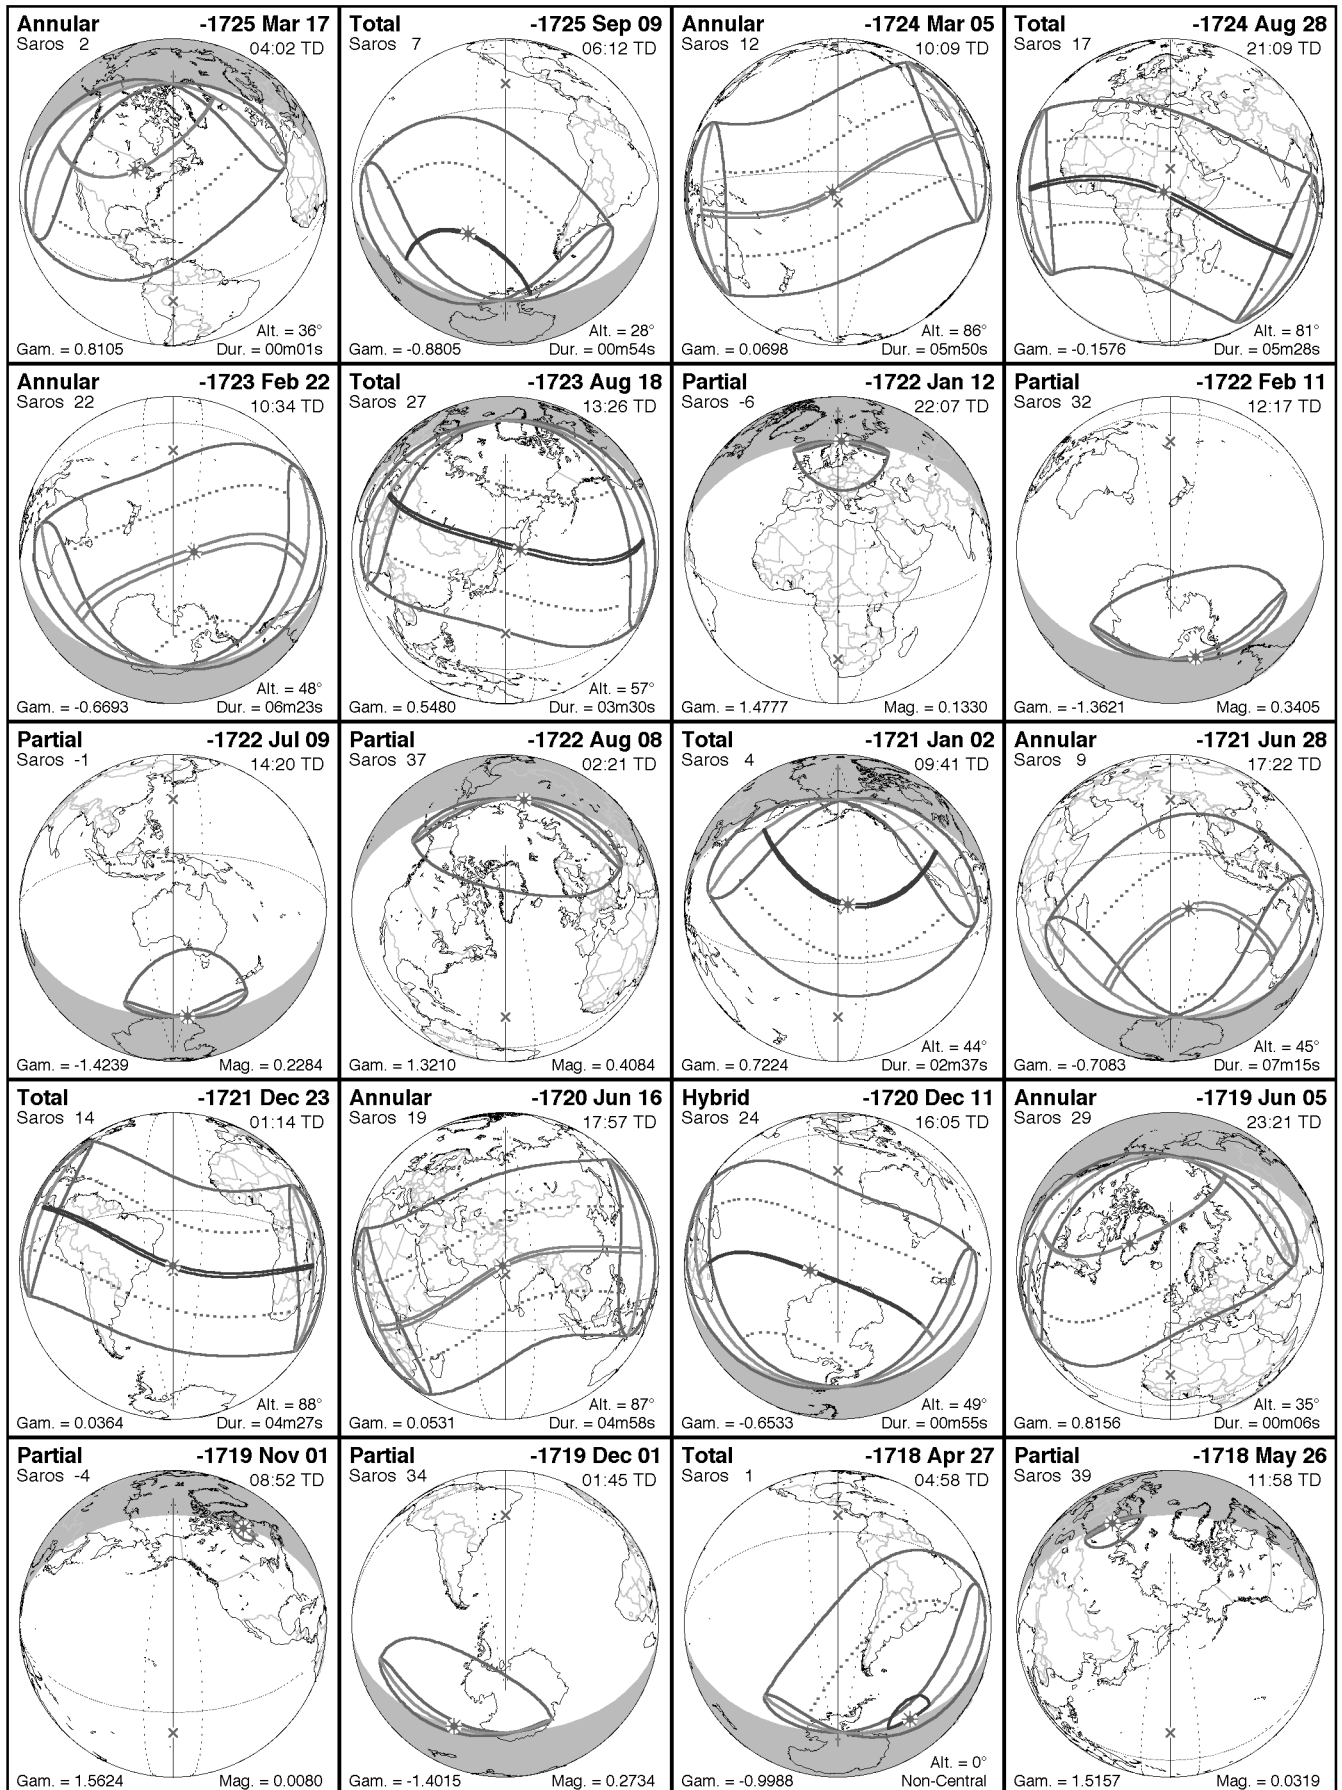 Annular -1725 Mar 17
Saros 2 04:02 TD
Alt. = 36°
Gam. = 0.8105 Dur. = 00m01s
Total -1725 Sep 09
Saros 7 06:12 TD
Alt. = 28°
Gam. = -0.8805 Dur. = 00m54s
Annular -1724 Mar 05
Saros 12 10:09 TD
Alt. = 86°
Gam. = 0.0698 Dur. = 05m50s
Total -1724 Aug 28
Saros 17 21:09 TD
Alt. = 81°
Gam. = -0.1576 Dur. = 05m28s
Annular -1723 Feb 22
Saros 22 10:34 TD
Alt. = 48°
Gam. = -0.6693 Dur. = 06m23s
Total -1723 Aug 18
Saros 27 13:26 TD
Alt. = 57°
Gam. = 0.5480 Dur. = 03m30s
Partial -1722 Jan 12
Saros -6 22:07 TD
Gam. = 1.4777 Mag. = 0.1330
Partial -1722 Feb 11
Saros 32 12:17 TD
Gam. = -1.3621 Mag. = 0.3405
Partial -1722 Jul 09
Saros -1 14:20 TD
Gam. = -1.4239 Mag. = 0.2284
Partial -1722 Aug 08
Saros 37 02:21 TD
Gam. = 1.3210 Mag. = 0.4084
Total -1721 Jan 02
Saros 4 09:41 TD
Alt. = 44°
Gam. = 0.7224 Dur. = 02m37s
Annular -1721 Jun 28
Saros 9 17:22 TD
Alt. = 45°
Gam. = -0.7083 Dur. = 07m15s
Total -1721 Dec 23
Saros 14 01:14 TD
Alt. = 88°
Gam. = 0.0364 Dur. = 04m27s
Annular -1720 Jun 16
Saros 19 17:57 TD
Alt. = 87°
Gam. = 0.0531 Dur. = 04m58s
Hybrid -1720 Dec 11
Saros 24 16:05 TD
Alt. = 49°
Gam. = -0.6533 Dur. = 00m55s
Annular -1719 Jun 05
Saros 29 23:21 TD
Alt. = 35°
Gam. = 0.8156 Dur. = 00m06s
Partial -1719 Nov 01
Saros -4 08:52 TD
Gam. = 1.5624 Mag. = 0.0080
Partial -1719 Dec 01
Saros 34 01:45 TD
Gam. = -1.4015 Mag. = 0.2734
Total -1718 Apr 27
Saros 1 04:58 TD
Alt. = 0°
Gam. = -0.9988 Non-Central
Partial -1718 May 26
Saros 39 11:58 TD
Gam. = 1.5157 Mag. = 0.0319